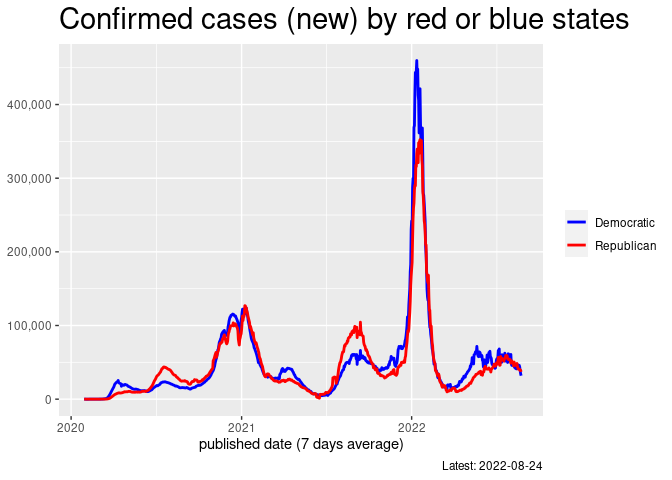 Confirmed cases (new) by red or blue states
400,000
300,000
200,000
100,000
0
Democratic
Republican
2020
2021
2022
published date (7 days average)
Latest: 2022-08-24